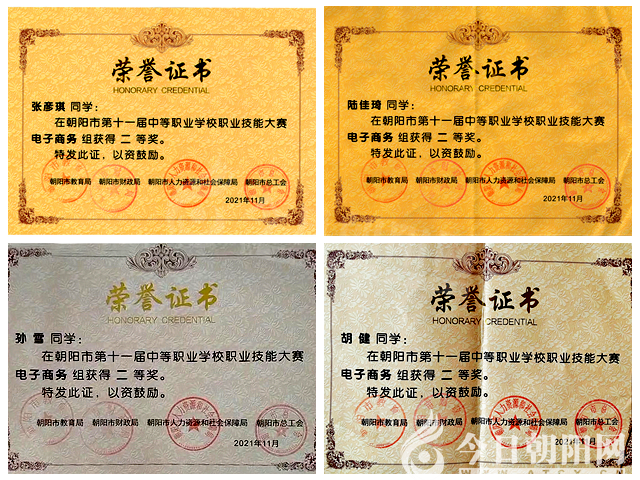 荣誉证书
HONORARY CREDENTIAL
张彦琪 同学：
在朝阳市第十一届中等职业学校职业技能大赛
电子商务 组获得 二 等奖。
特发此证，以资鼓励。
朝阳市教育局 朝阳市财政局 朝阳市人力资源和社会保障局 朝阳市总工会
2021年11月
荣誉证书
HONORARY CREDENTIAL
陆佳琦 同学：
在朝阳市第十一届中等职业学校职业技能大赛
电子商务 组获得 二 等奖。
特发此证，以资鼓励。
朝阳市教育局 朝阳市财政局 朝阳市人力资源和社会保障局 朝阳市总工会
2021年11月
荣誉证书
HONORARY CREDENTIAL
孙 雪 同学：
在朝阳市第十一届中等职业学校职业技能大赛
电子商务 组获得 二 等奖。
特发此证，以资鼓励。
朝阳市教育局 朝阳市财政局 朝阳市人力资源和社会保障局 朝阳市总工会
2021年11月
荣誉证书
HONORARY CREDENTIAL
胡 健 同学：
在朝阳市第十一届中等职业学校职业技能大赛
电子商务 组获得 二 等奖。
特发此证，以资鼓励。
朝阳市教育局 朝阳市财政局 朝阳市人力资源和社会保障局 朝阳市总工会
2021年11月
今日朝阳网